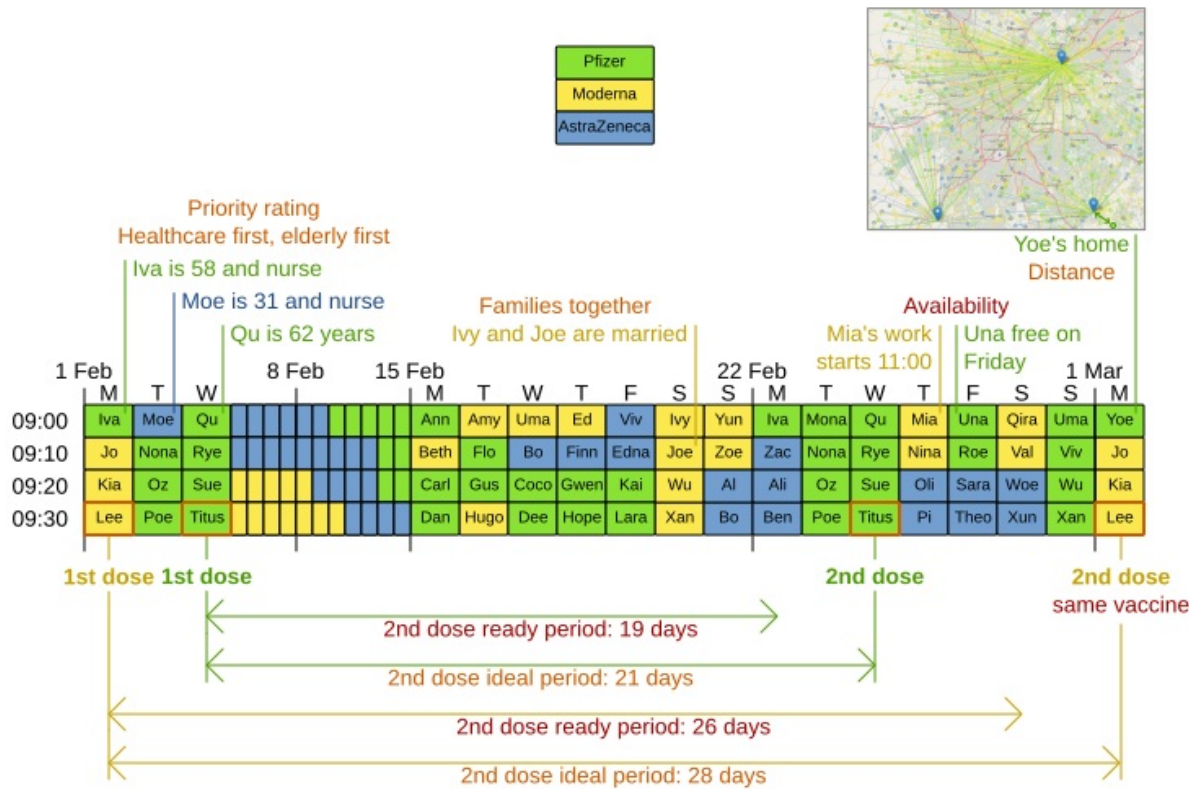 Pfizer
Moderna
AstraZeneca
Priority rating
Healthcare first, elderly first
Iva is 58 and nurse
Moe is 31 and nurse
Qu is 62 years
Families together
Ivy and Joe are married
Yoe's home
Distance
Availability
Mia's work
starts 11:00
Una free on
Friday
1 Feb 8 Feb 15 Feb 22 Feb 1 Mar
M T W M T W T F S S M T W T F S S M
09:00 Iva Moe Qu Ann Amy Uma Ed Viv Ivy Yun Iva Mona Qu Mia Una Qira Uma Yoe
09:10 Jo Nona Rye Beth Flo Bo Finn Edna Joe Zoe Zac Nona Rye Nina Roe Val Viv Jo
09:20 Kia Oz Sue Carl Gus Coco Gwen Kai Wu Al Ali Oz Sue Oli Sara Woe Wu Kia
09:30 Lee Poe Titus Dan Hugo Dee Hope Lara Xan Bo Ben Poe Titus Pi Theo Xun Xan Lee
1st dose 1st dose 2nd dose 2nd dose
same vaccine
2nd dose ready period: 19 days
2nd dose ideal period: 21 days
2nd dose ready period: 26 days
2nd dose ideal period: 28 days